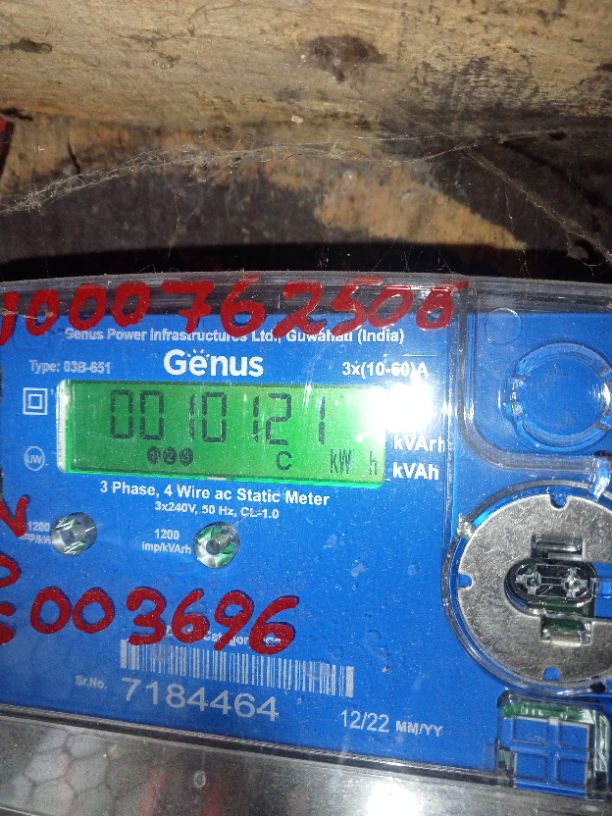 1000762508
Genus Power Infrastructures Ltd., Guwahati (India)
Type: 03B-651 Genus 3x(10-60)A
0010121
kVArh
C kW h kVAh
UW
3 Phase, 4 Wire ac Static Meter
3x240V, 50 Hz, CL-1.0
1200
imp/kVArh
1200
003696
Sr.No. 7184464
12/22 MM/YY